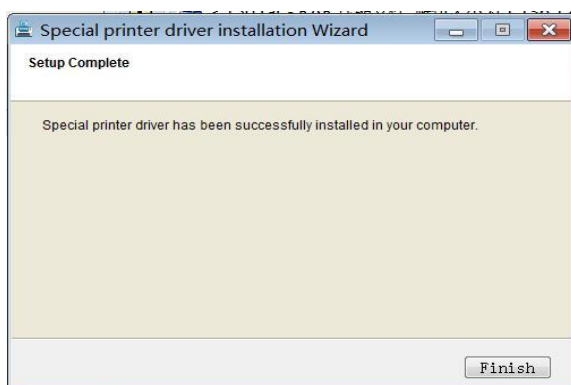 Special printer driver installation Wizard
Setup Complete
Special printer driver has been successfully installed in your computer.
Finish